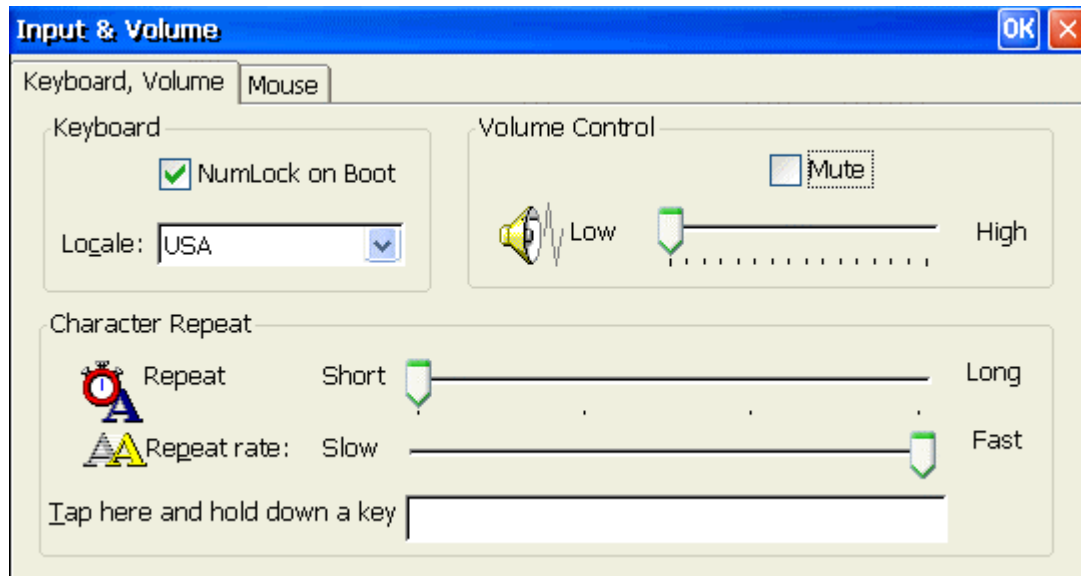 Input & Volume OK
Keyboard, Volume Mouse
Keyboard
NumLock on Boot
Locale: USA
Volume Control
Mute
Low High
Character Repeat
Repeat Short Long
Repeat rate: Slow Fast
Tap here and hold down a key